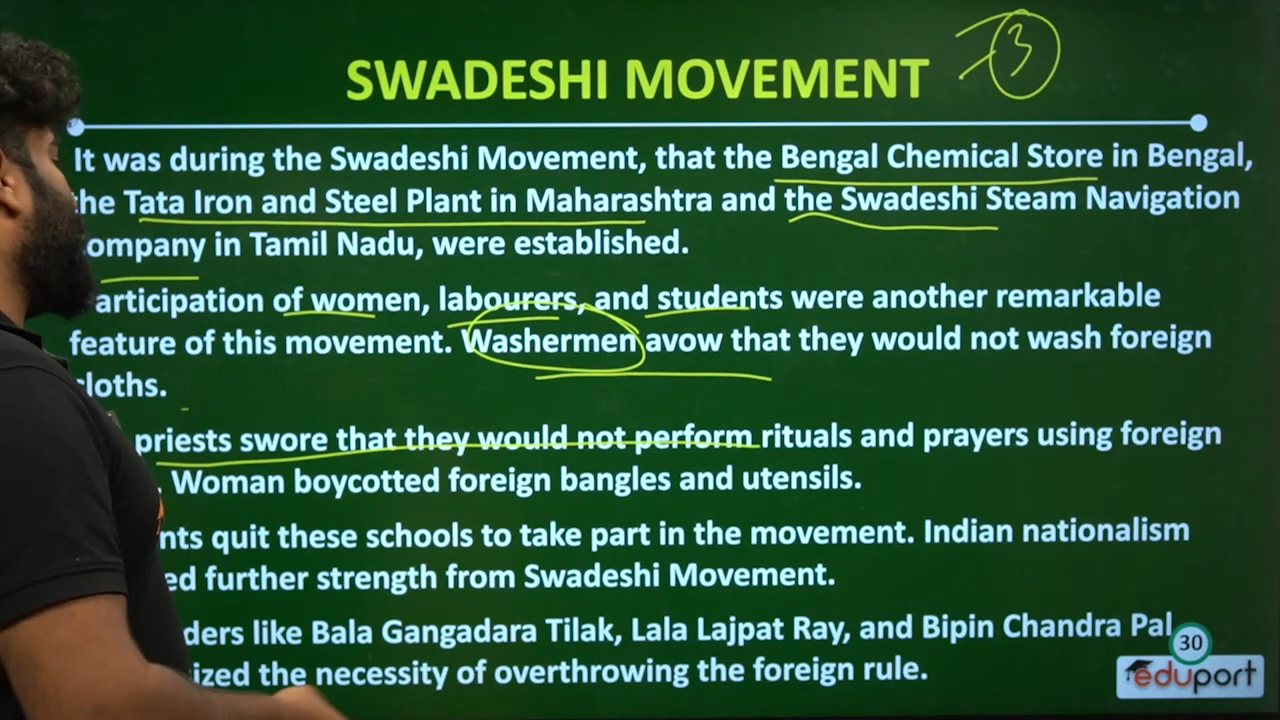 SWADESHI MOVEMENT
3
It was during the Swadeshi Movement, that the Bengal Chemical Store in Bengal,
the Tata Iron and Steel Plant in Maharashtra and the Swadeshi Steam Navigation
ompany in Tamil Nadu, were established.
articipation of women, labourers, and students were another remarkable
feature of this movement. Washermen avow that they would not wash foreign
cloths.
priests swore that they would not perform rituals and prayers using foreign
. Woman boycotted foreign bangles and utensils.
nts quit these schools to take part in the movement. Indian nationalism
ed further strength from Swadeshi Movement.
ders like Bala Gangadara Tilak, Lala Lajpat Ray, and Bipin Chandra Pal
ized the necessity of overthrowing the foreign rule.
30
eduport